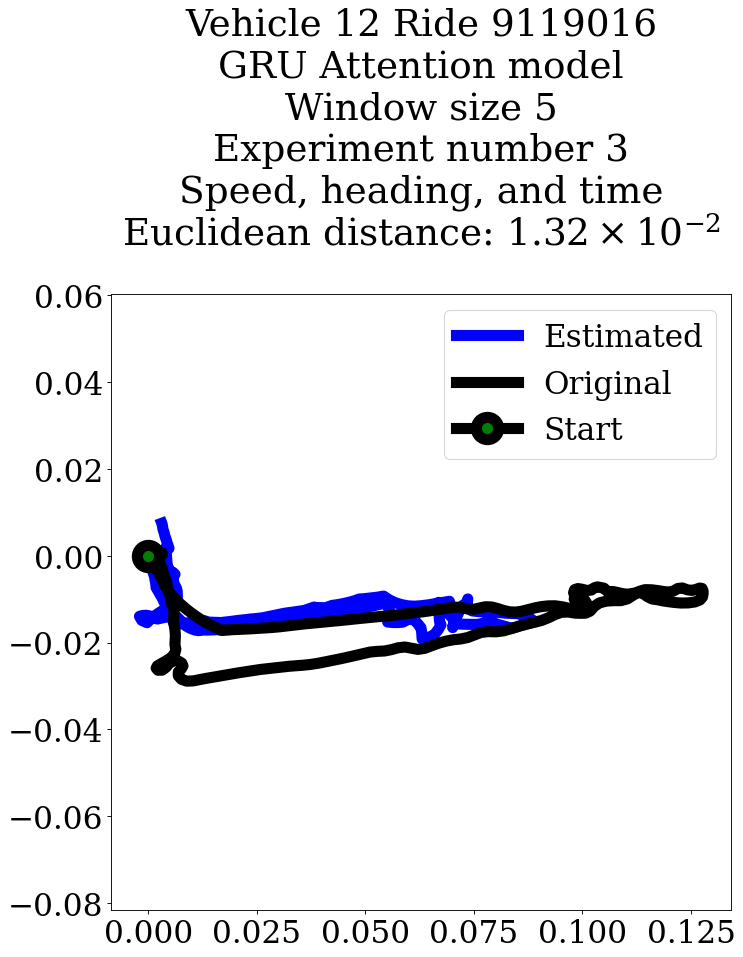 Vehicle 12 Ride 9119016
GRU Attention model
Window size 5
Experiment number 3
Speed, heading, and time
Euclidean distance: 1.32 × 10⁻²
0.06
Estimated
0.04
Original
Start
0.02
0.00
−0.02
−0.04
−0.06
−0.08
0.000 0.025 0.050 0.075 0.100 0.125